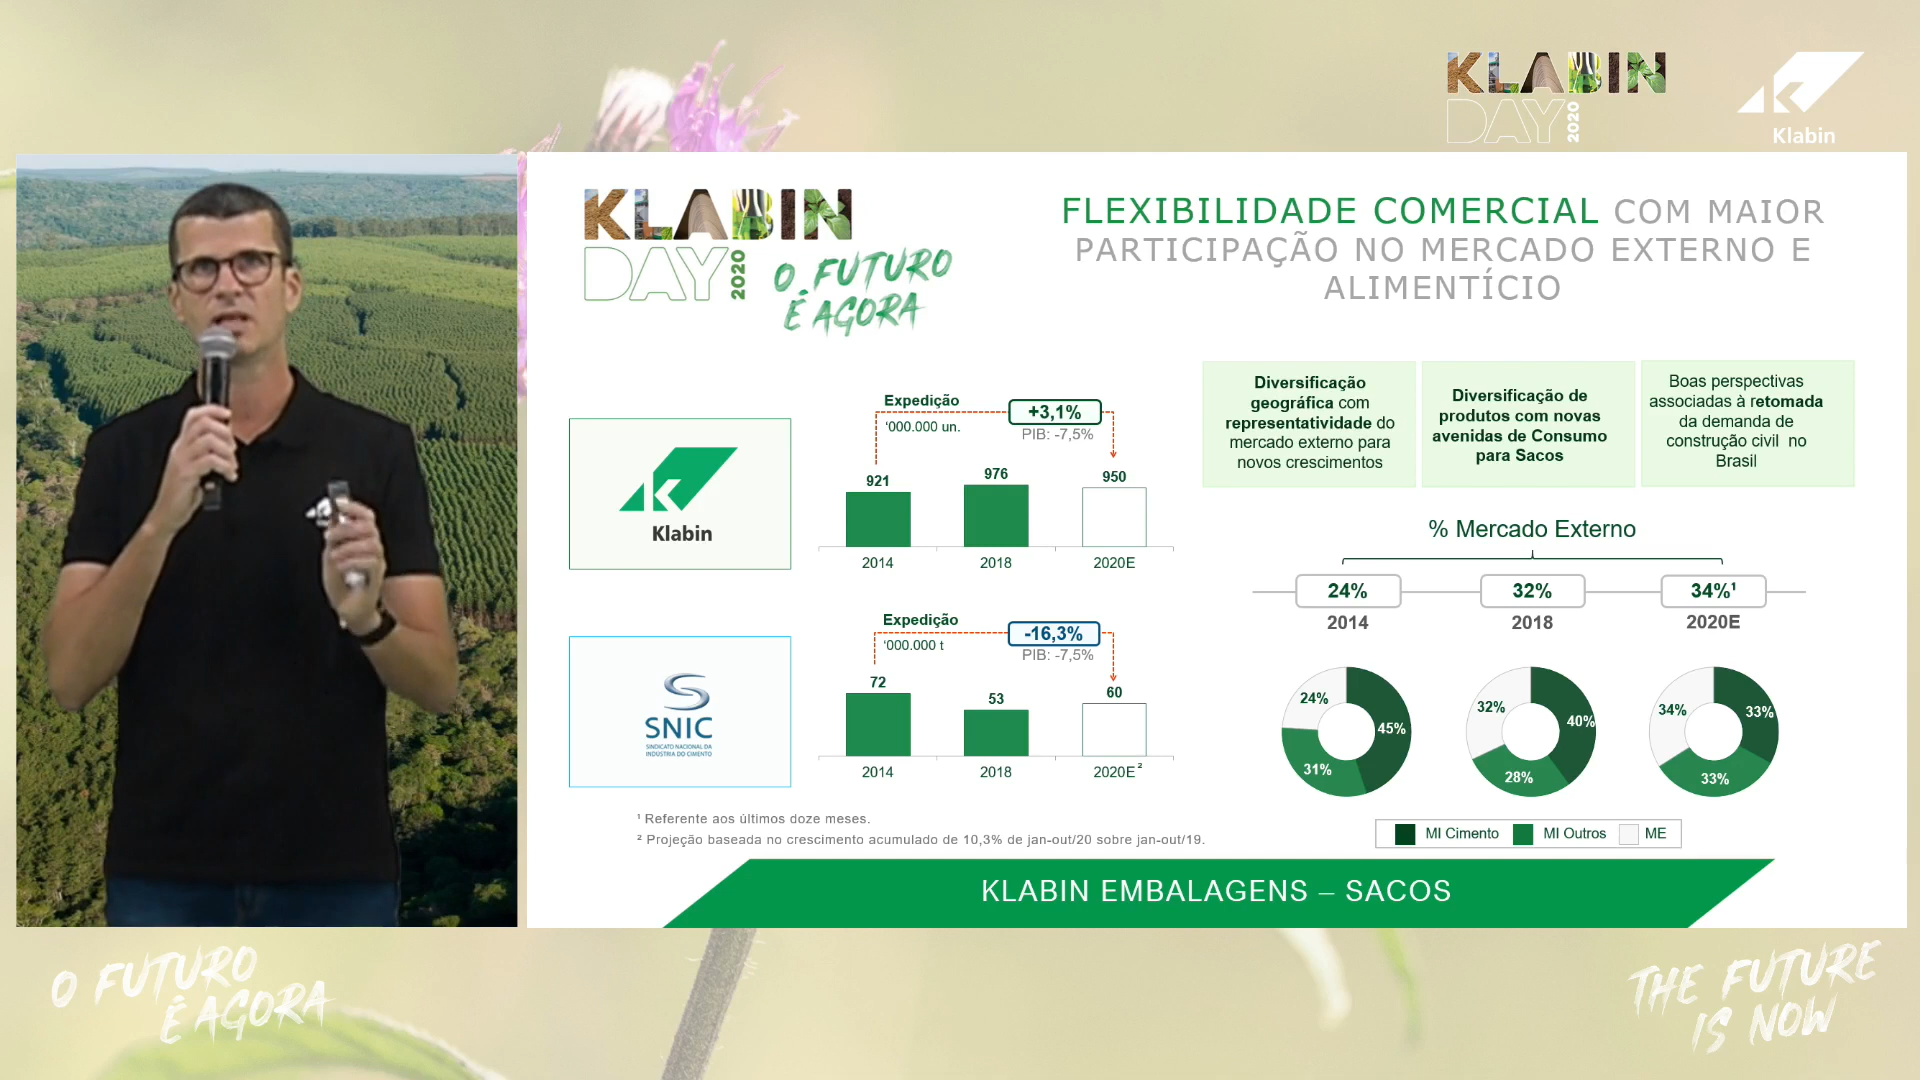 KLABIN
DAY 2020
Klabin
KLABIN
DAY 2020
O FUTURO
É AGORA
FLEXIBILIDADE COMERCIAL COM MAIOR
PARTICIPAÇÃO NO MERCADO EXTERNO E
ALIMENTÍCIO
Klabin
Expedição
‘000.000 un.
+3,1%
PIB: -7,5%
921
976
950
2014
2018
2020E
SNIC
SINDICATO NACIONAL DA
INDÚSTRIA DO CIMENTO
Expedição
‘000.000 t
-16,3%
PIB: -7,5%
72
53
60
2014
2018
2020E²
Diversificação
geográfica com
representatividade do
mercado externo para
novos crescimentos
Diversificação de
produtos com novas
avenidas de Consumo
para Sacos
Boas perspectivas
associadas à retomada
da demanda de
construção civil no
Brasil
% Mercado Externo
24%
32%
34%¹
2014
2018
2020E
24%
45%
31%
32%
40%
28%
34%
33%
33%
MI Cimento
MI Outros
ME
¹ Referente aos últimos doze meses.
² Projeção baseada no crescimento acumulado de 10,3% de jan-out/20 sobre jan-out/19.
KLABIN EMBALAGENS – SACOS
O FUTURO
É AGORA
THE FUTURE
IS NOW